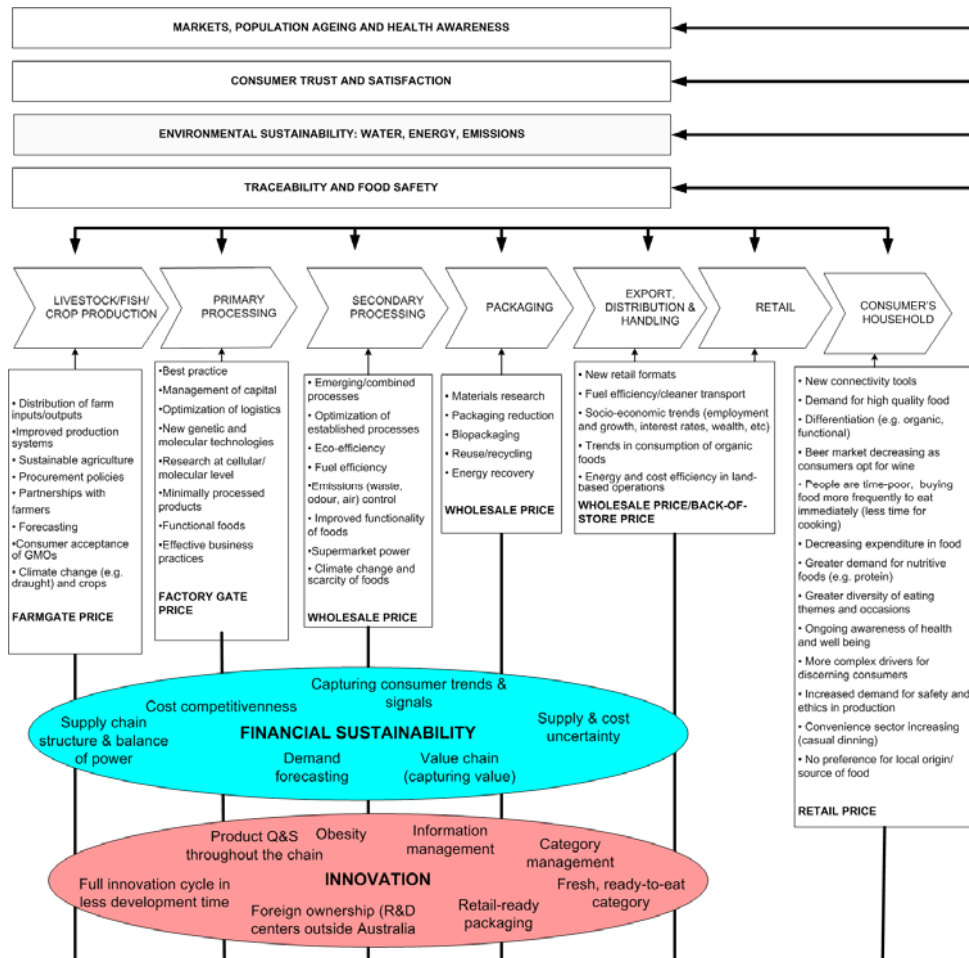 MARKETS, POPULATION AGEING AND HEALTH AWARENESS
CONSUMER TRUST AND SATISFACTION
ENVIRONMENTAL SUSTAINABILITY: WATER, ENERGY, EMISSIONS
TRACEABILITY AND FOOD SAFETY
LIVESTOCK/FISH/
CROP PRODUCTION
PRIMARY
PROCESSING
SECONDARY
PROCESSING
PACKAGING
EXPORT,
DISTRIBUTION &
HANDLING
RETAIL
CONSUMER'S
HOUSEHOLD
• Distribution of farm
inputs/outputs
•Improved production
systems
• Sustainable agriculture
• Procurement policies
• Partnerships with
farmers
• Forecasting
•Consumer acceptance
of GMOs
• Climate change (e.g.
draught) and crops
FARMGATE PRICE
•Best practice
•Management of capital
•Optimization of logistics
•New genetic and
molecular technologies
•Research at cellular/
molecular level
•Minimally processed
products
•Functional foods
•Effective business
practices
FACTORY GATE
PRICE
• Emerging/combined
processes
• Optimization of
established processes
• Eco-efficiency
• Fuel efficiency
•Emissions (waste,
odour, air) control
• Improved functionality
of foods
•Supermarket power
• Climate change and
scarcity of foods
WHOLESALE PRICE
• Materials research
• Packaging reduction
• Biopackaging
• Reuse/recycling
• Energy recovery
WHOLESALE PRICE
• New retail formats
• Fuel efficiency/cleaner transport
• Socio-economic trends (employment
and growth, interest rates, wealth, etc)
• Trends in consumption of organic
foods
• Energy and cost efficiency in land-
based operations
WHOLESALE PRICE/BACK-OF-
STORE PRICE
• New connectivity tools
• Demand for high quality food
• Differentiation (e.g. organic,
functional)
• Beer market decreasing as
consumers opt for wine
•People are time-poor, buying
food more frequently to eat
immediately (less time for
cooking)
• Decreasing expenditure in food
• Greater demand for nutritive
foods (e.g. protein)
• Greater diversity of eating
themes and occasions
• Ongoing awareness of health
and well being
• More complex drivers for
discerning consumers
• Increased demand for safety and
ethics in production
• Convenience sector increasing
(casual dinning)
• No preference for local origin/
source of food
RETAIL PRICE
Capturing consumer trends &
signals
Cost competitivenness
Supply chain
structure & balance
of power
FINANCIAL SUSTAINABILITY
Supply & cost
uncertainty
Demand
forecasting
Value chain
(capturing value)
Product Q&S
throughout the chain
Obesity
Information
management
Category
management
INNOVATION
Full innovation cycle in
less development time
Fresh, ready-to-eat
category
Foreign ownership (R&D
centers outside Australia
Retail-ready
packaging